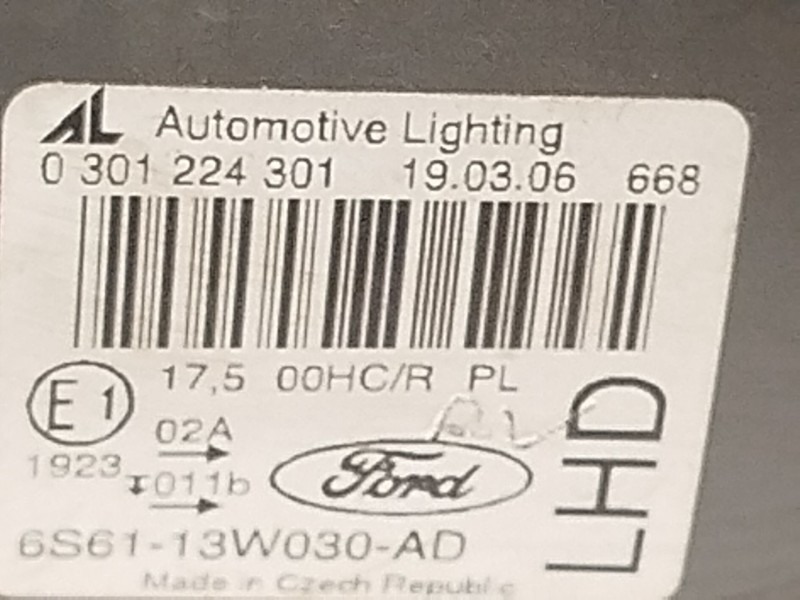 AL Automotive Lighting
0 301 224 301 19.03.06 668
17,5 00HC/R PL
E1
02A
1923
011b
Ford
LHD
6S61-13W030-AD
Made in Czech Republic